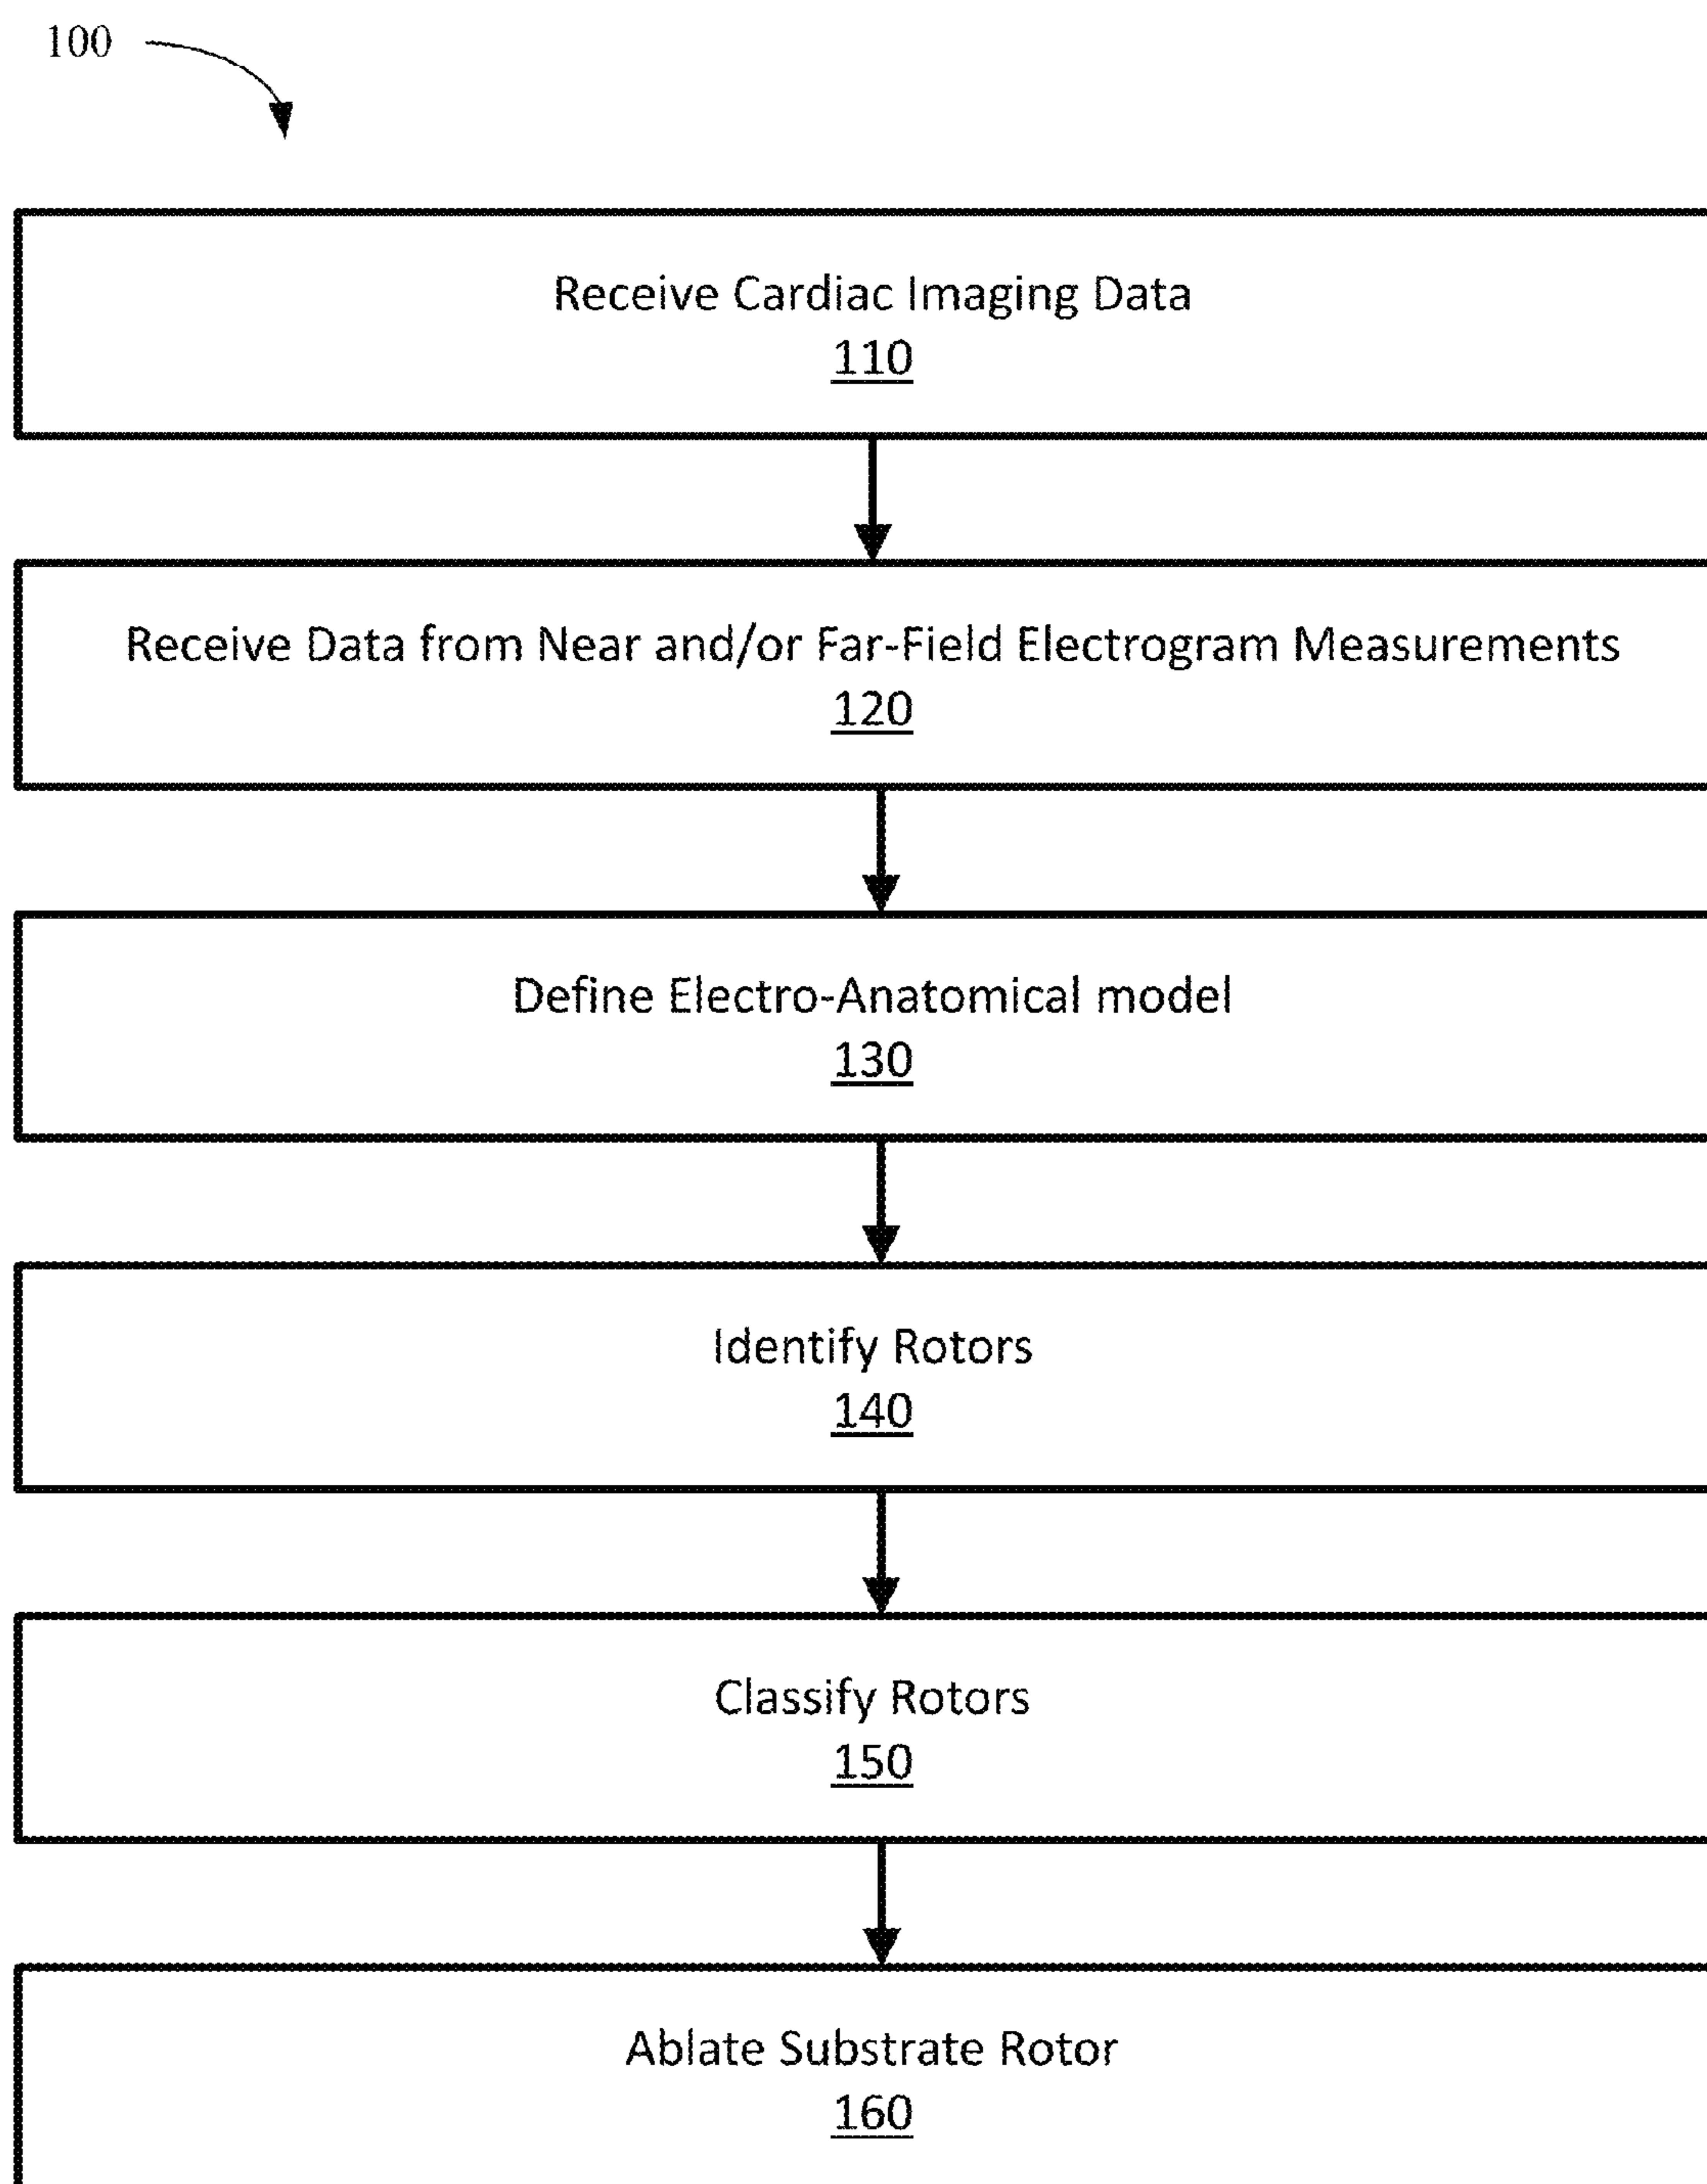 100
Receive Cardiac Imaging Data
110
Receive Data from Near and/or Far-Field Electrogram Measurements
120
Define Electro-Anatomical model
130
Identify Rotors
140
Classify Rotors
150
Ablate Substrate Rotor
160